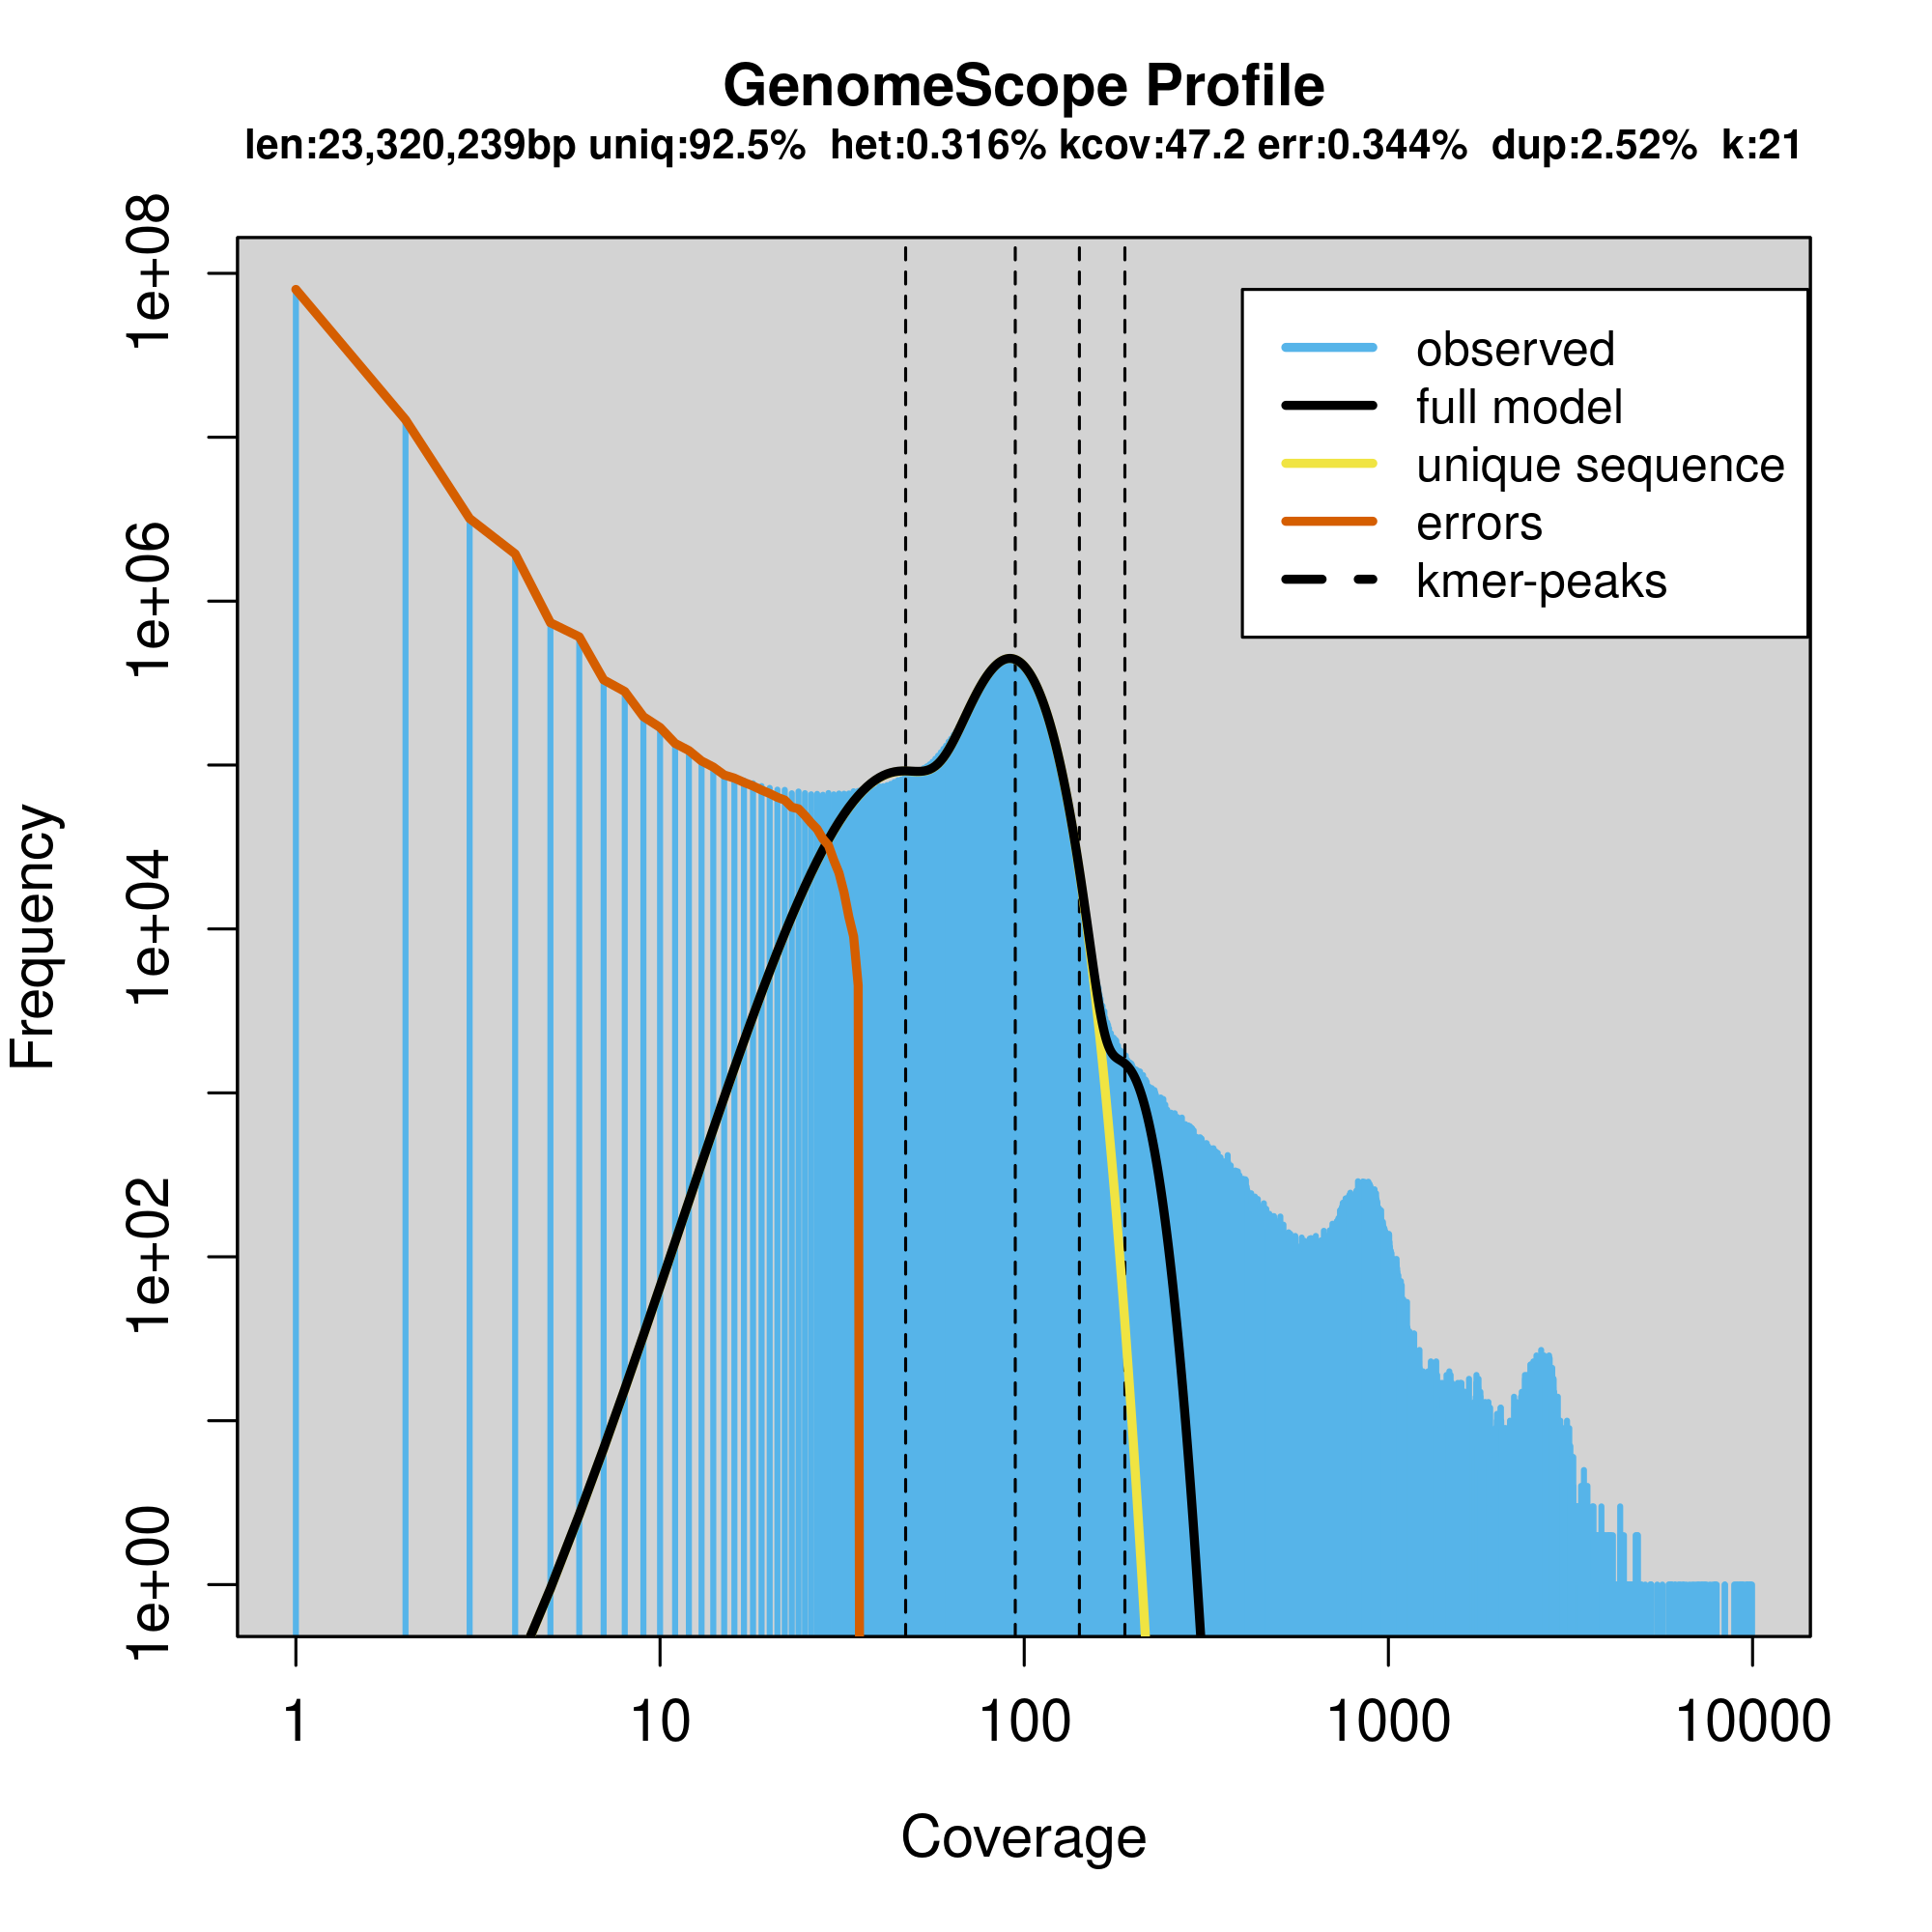 GenomeScope Profile
len:23,320,239bp uniq:92.5% het:0.316% kcov:47.2 err:0.344% dup:2.52% k:21
1e+08
1e+06
1e+04
1e+02
1e+00
Frequency
observed
full model
unique sequence
errors
kmer-peaks
1 10 100 1000 10000
Coverage